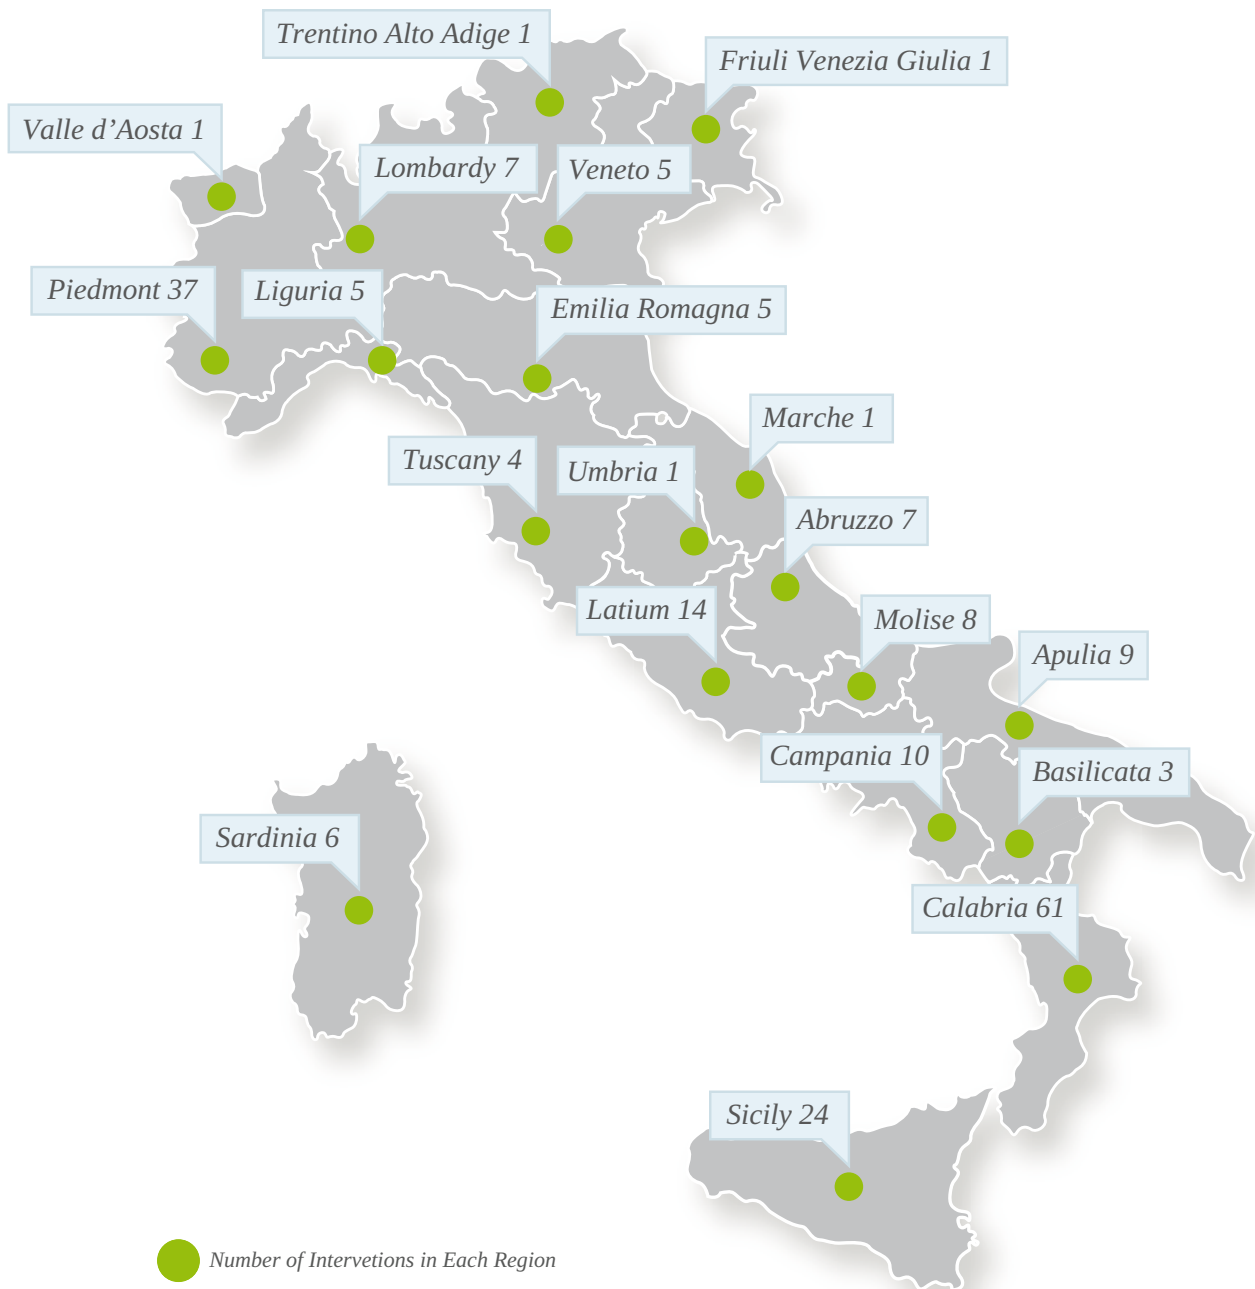 Trentino Alto Adige 1
Friuli Venezia Giulia 1
Valle d’Aosta 1
Lombardy 7
Veneto 5
Piedmont 37
Liguria 5
Emilia Romagna 5
Marche 1
Tuscany 4
Umbria 1
Abruzzo 7
Latium 14
Molise 8
Apulia 9
Campania 10
Basilicata 3
Sardinia 6
Calabria 61
Sicily 24
Number of Intervetions in Each Region